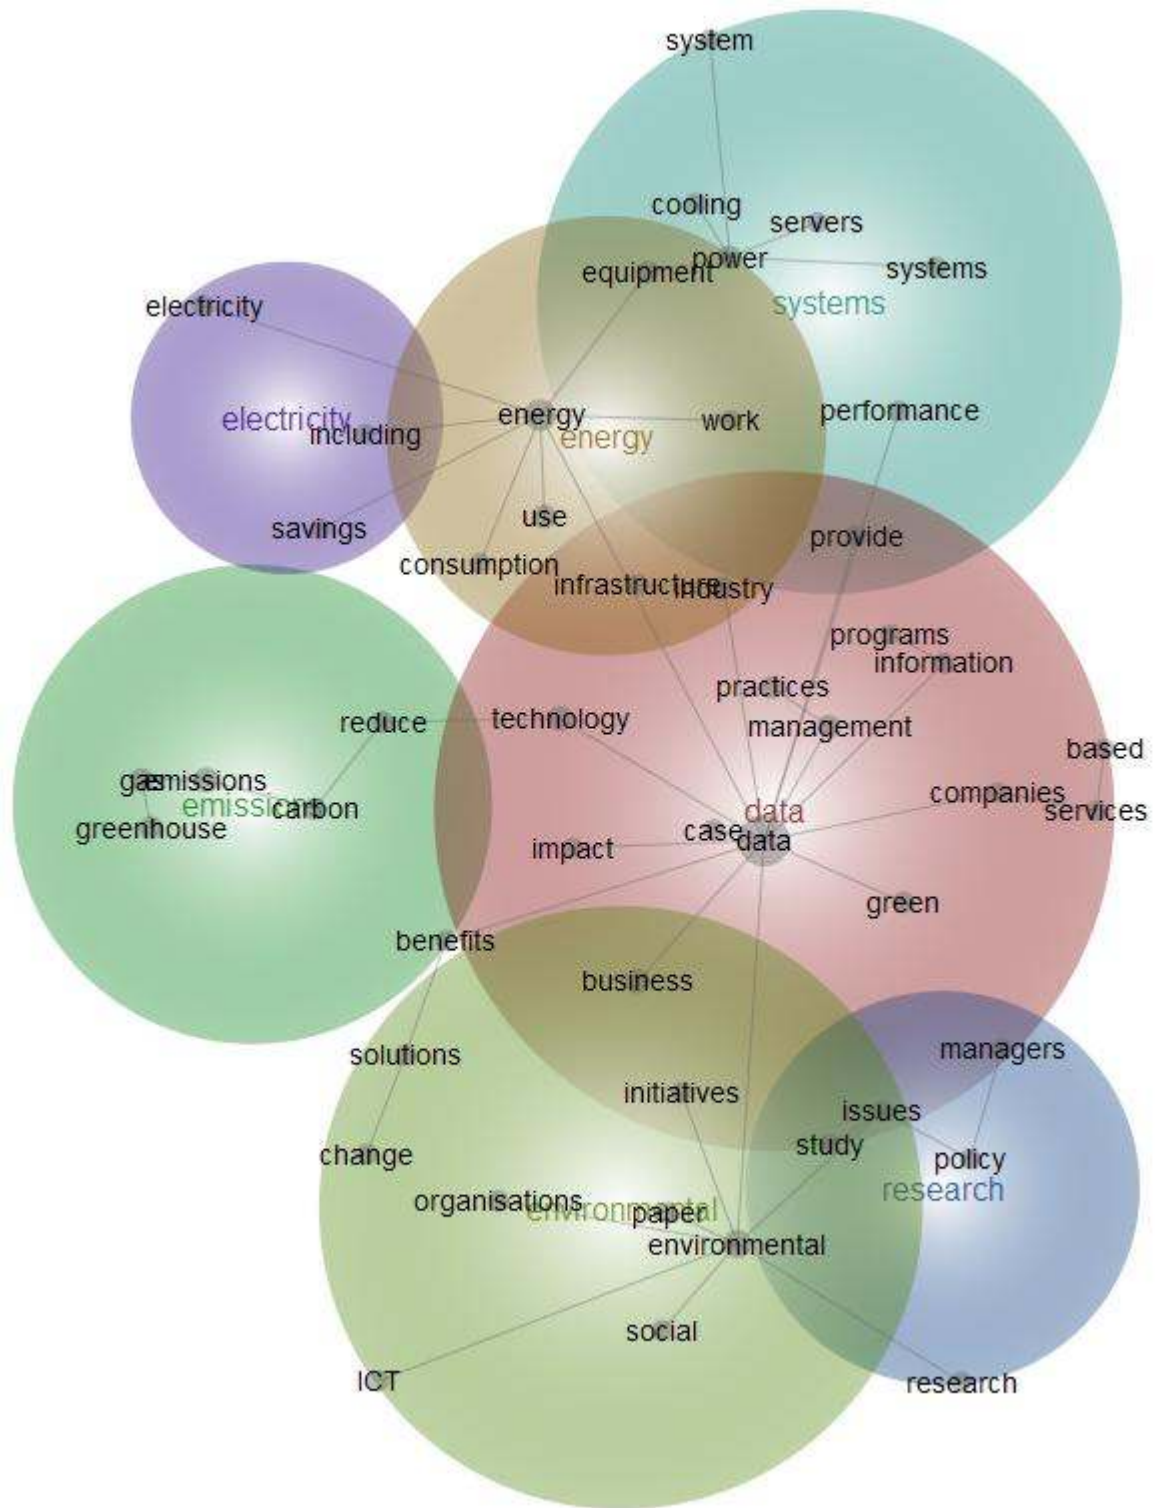 system
cooling
servers
power
equipment
systems
systems
electricity
electricity
including
energy
energy
work
performance
savings
use
provide
consumption
infrastructure
industry
programs
information
practices
management
reduce
technology
based
gas
emissions
emissions
carbon
greenhouse
companies
services
data
case
data
impact
green
benefits
business
solutions
managers
initiatives
issues
study
change
policy
research
organisations
environmental
paper
environmental
social
ICT
research